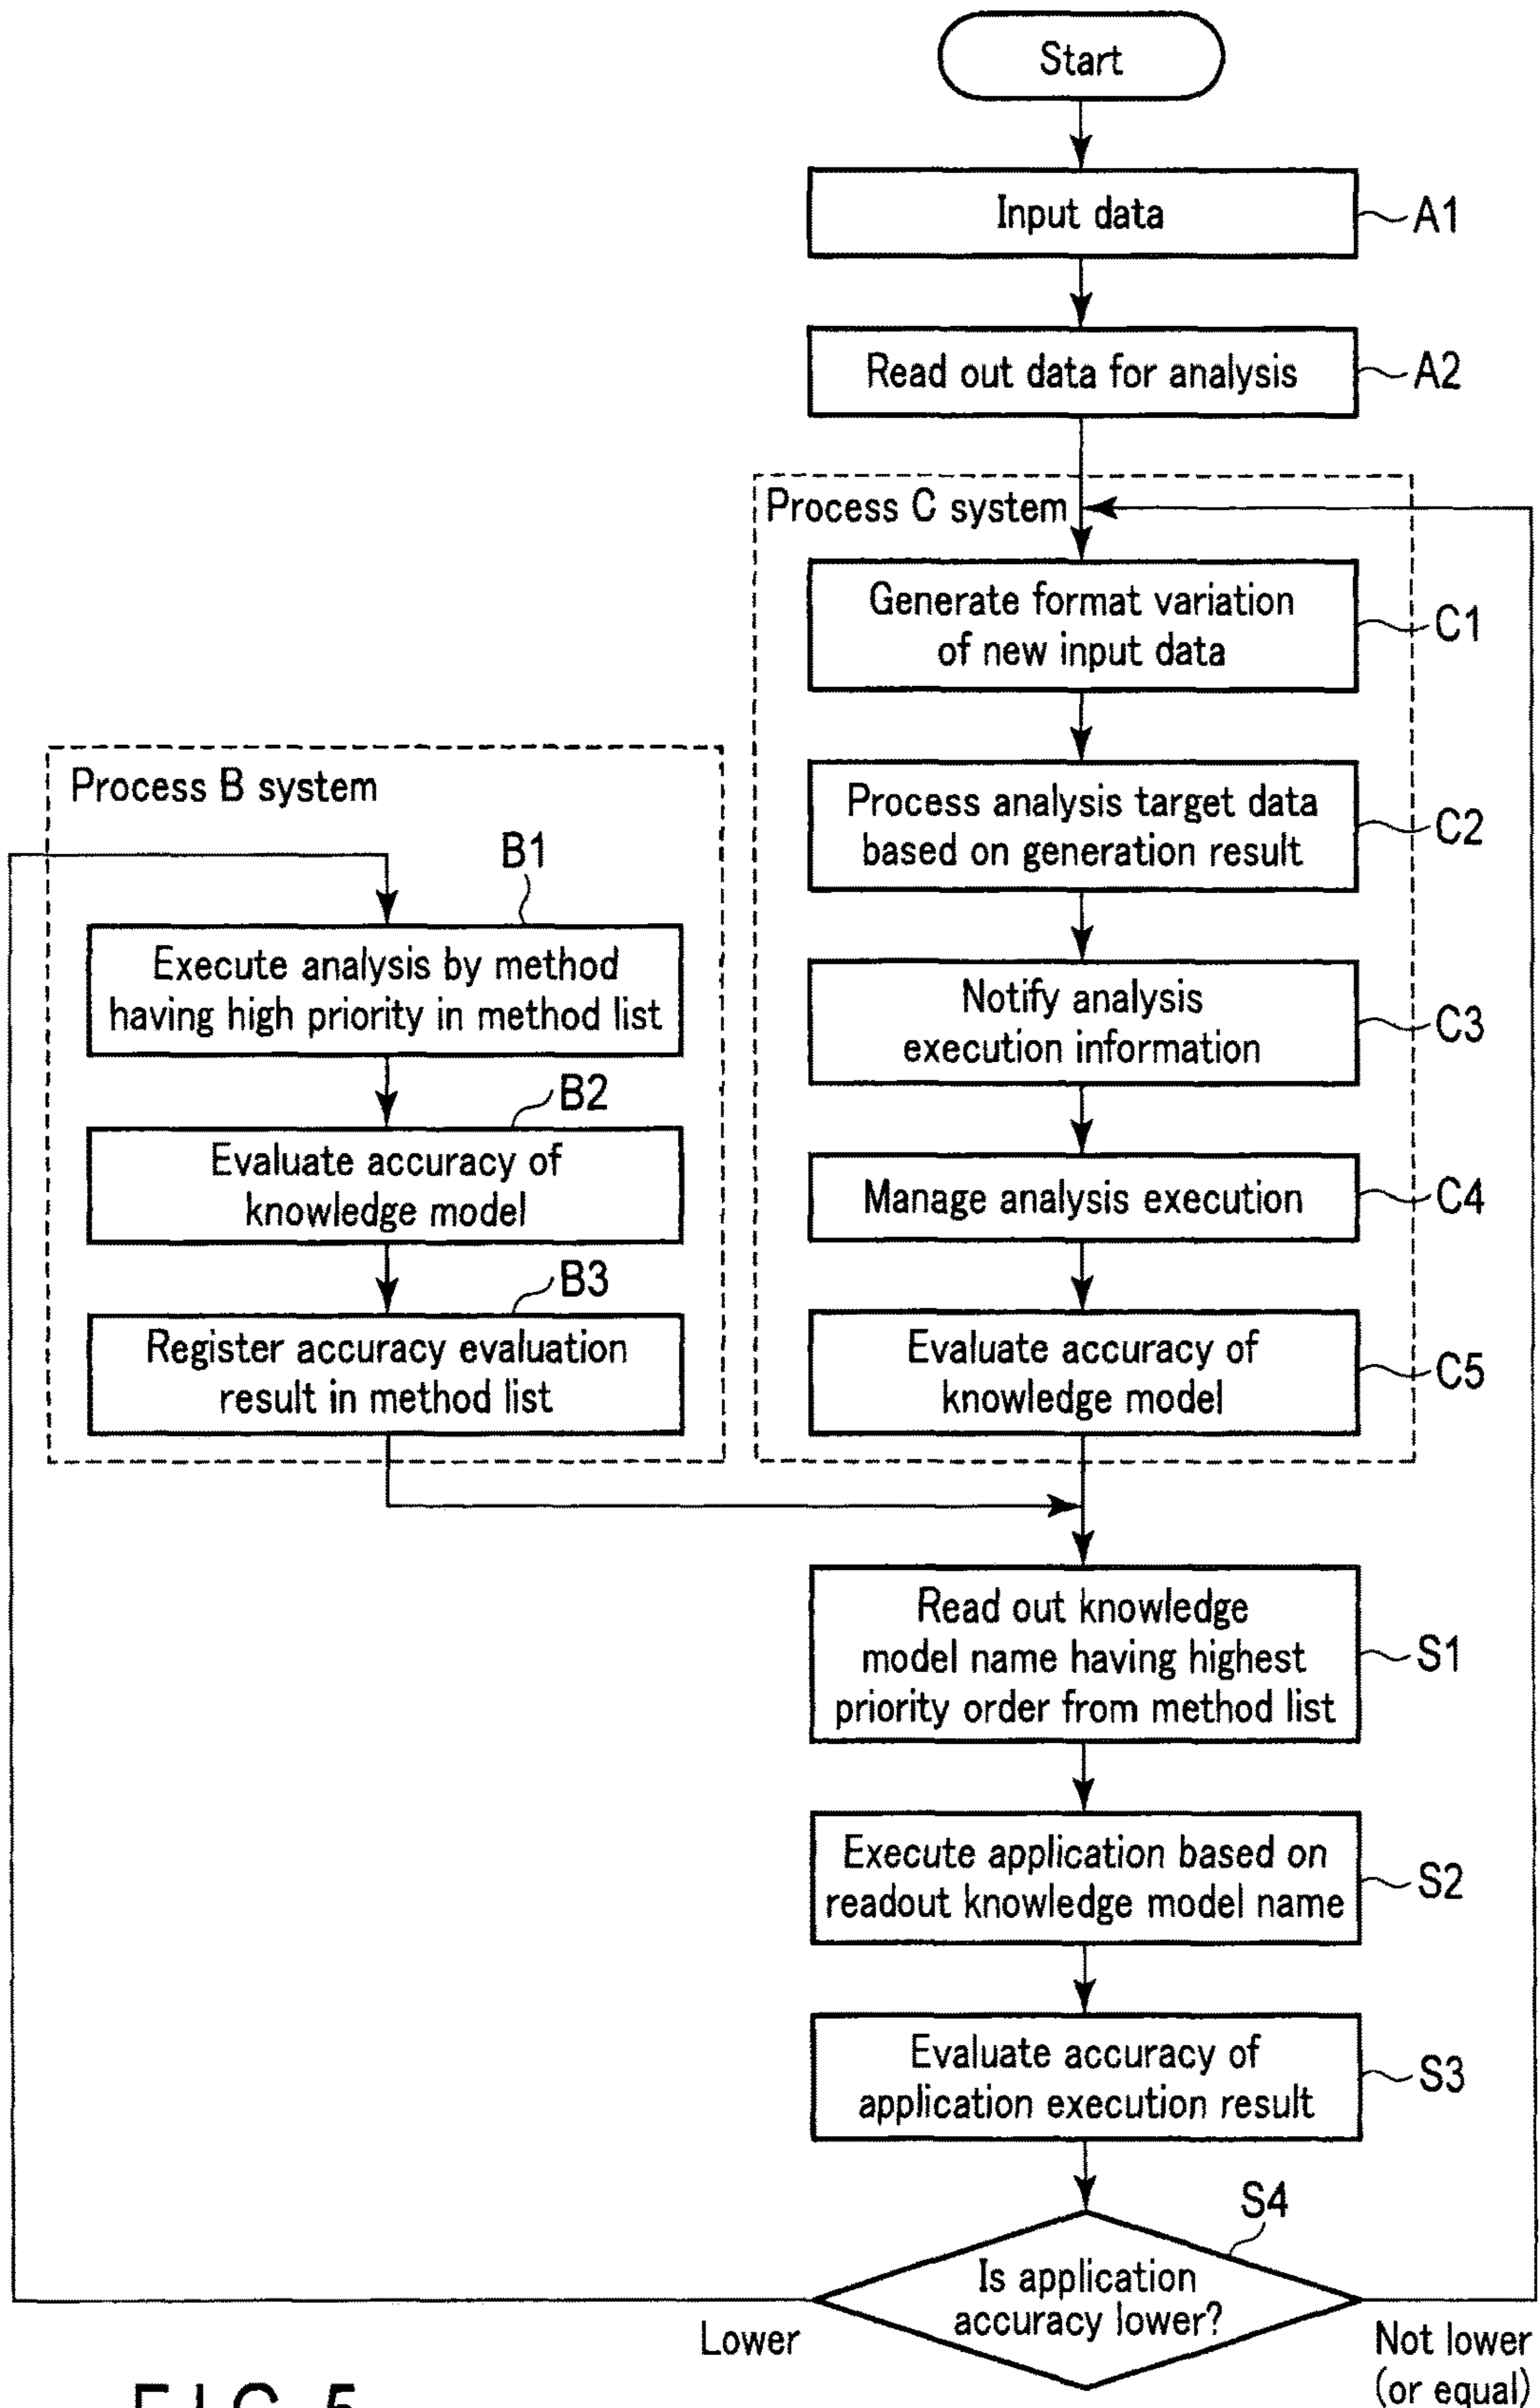 Start
Input data
A1
Read out data for analysis
A2
Process C system
Generate format variation
of new input data
C1
Process analysis target data
based on generation result
C2
Notify analysis
execution information
C3
Manage analysis execution
C4
Evaluate accuracy of
knowledge model
C5
Process B system
B1
Execute analysis by method
having high priority in method list
B2
Evaluate accuracy of
knowledge model
B3
Register accuracy evaluation
result in method list
Read out knowledge
model name having highest
priority order from method list
S1
Execute application based on
readout knowledge model name
S2
Evaluate accuracy of
application execution result
S3
S4
Is application
accuracy lower?
Lower
Not lower
(or equal)
FIG. 5